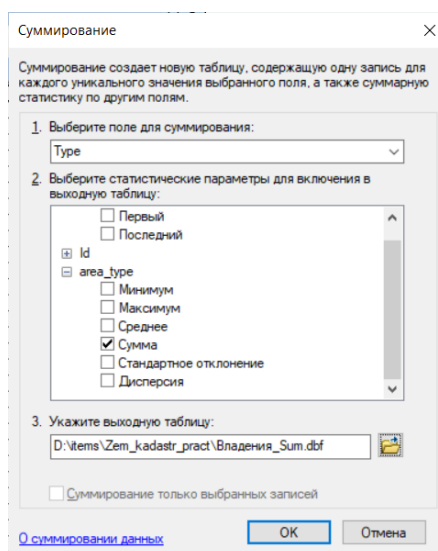 Суммирование
Суммирование создает новую таблицу, содержащую одну запись для
каждого уникального значения выбранного поля, а также суммарную
статистику по другим полям.
1. Выберите поле для суммирования:
Type
2. Выберите статистические параметры для включения в
выходную таблицу:
Первый
Последний
Id
area_type
Минимум
Максимум
Среднее
Сумма
Стандартное отклонение
Дисперсия
3. Укажите выходную таблицу:
D:\items\Zem_kadastr_pract\Владения_Sum.dbf
Суммирование только выбранных записей
О суммировании данных
OK
Отмена